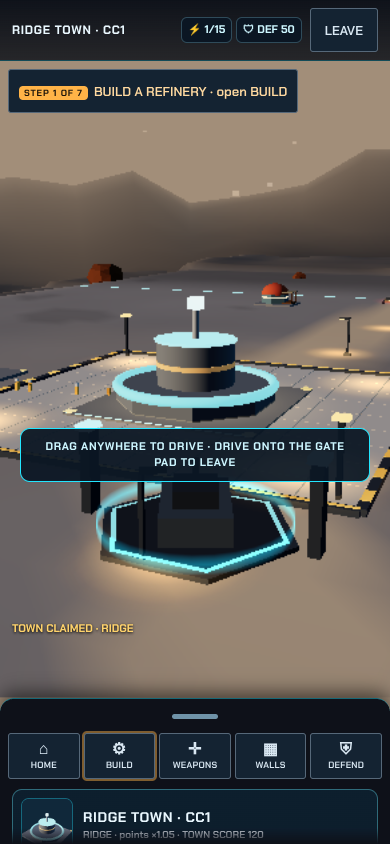 RIDGE TOWN · CC1
⚡ 1/15
🛡 DEF 50
LEAVE
STEP 1 OF 7 BUILD A REFINERY · open BUILD
DRAG ANYWHERE TO DRIVE · DRIVE ONTO THE GATE
PAD TO LEAVE
TOWN CLAIMED · RIDGE
HOME
BUILD
WEAPONS
WALLS
DEFEND
RIDGE TOWN · CC1
RIDGE · points ×1.05 · TOWN SCORE 120